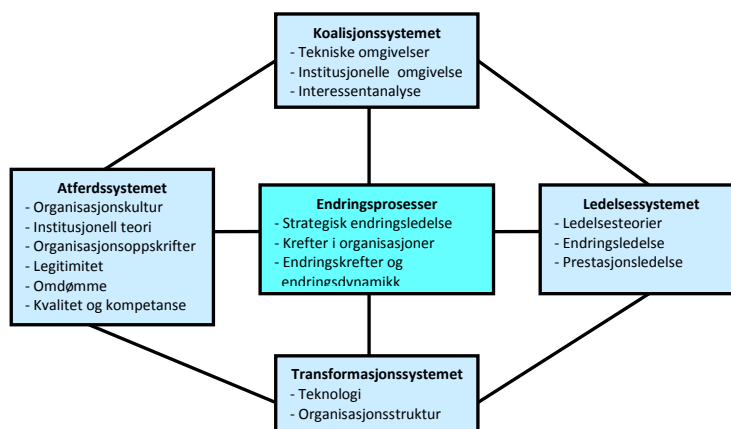 Koalisjonssystemet
- Tekniske omgivelser
- Institusjonelle omgivelse
- Interessentanalyse
Atferdssystemet
- Organisasjonskultur
- Institusjonell teori
- Organisasjonsoppskrifter
- Legitimitet
- Omdømme
- Kvalitet og kompetanse
Endringsprosesser
- Strategisk endringsledelse
- Krefter i organisasjoner
- Endringskrefter og
endringsdynamikk
Ledelsessystemet
- Ledelsesteorier
- Endringsledelse
- Prestasjonsledelse
Transformasjonssystemet
- Teknologi
- Organisasjonsstruktur